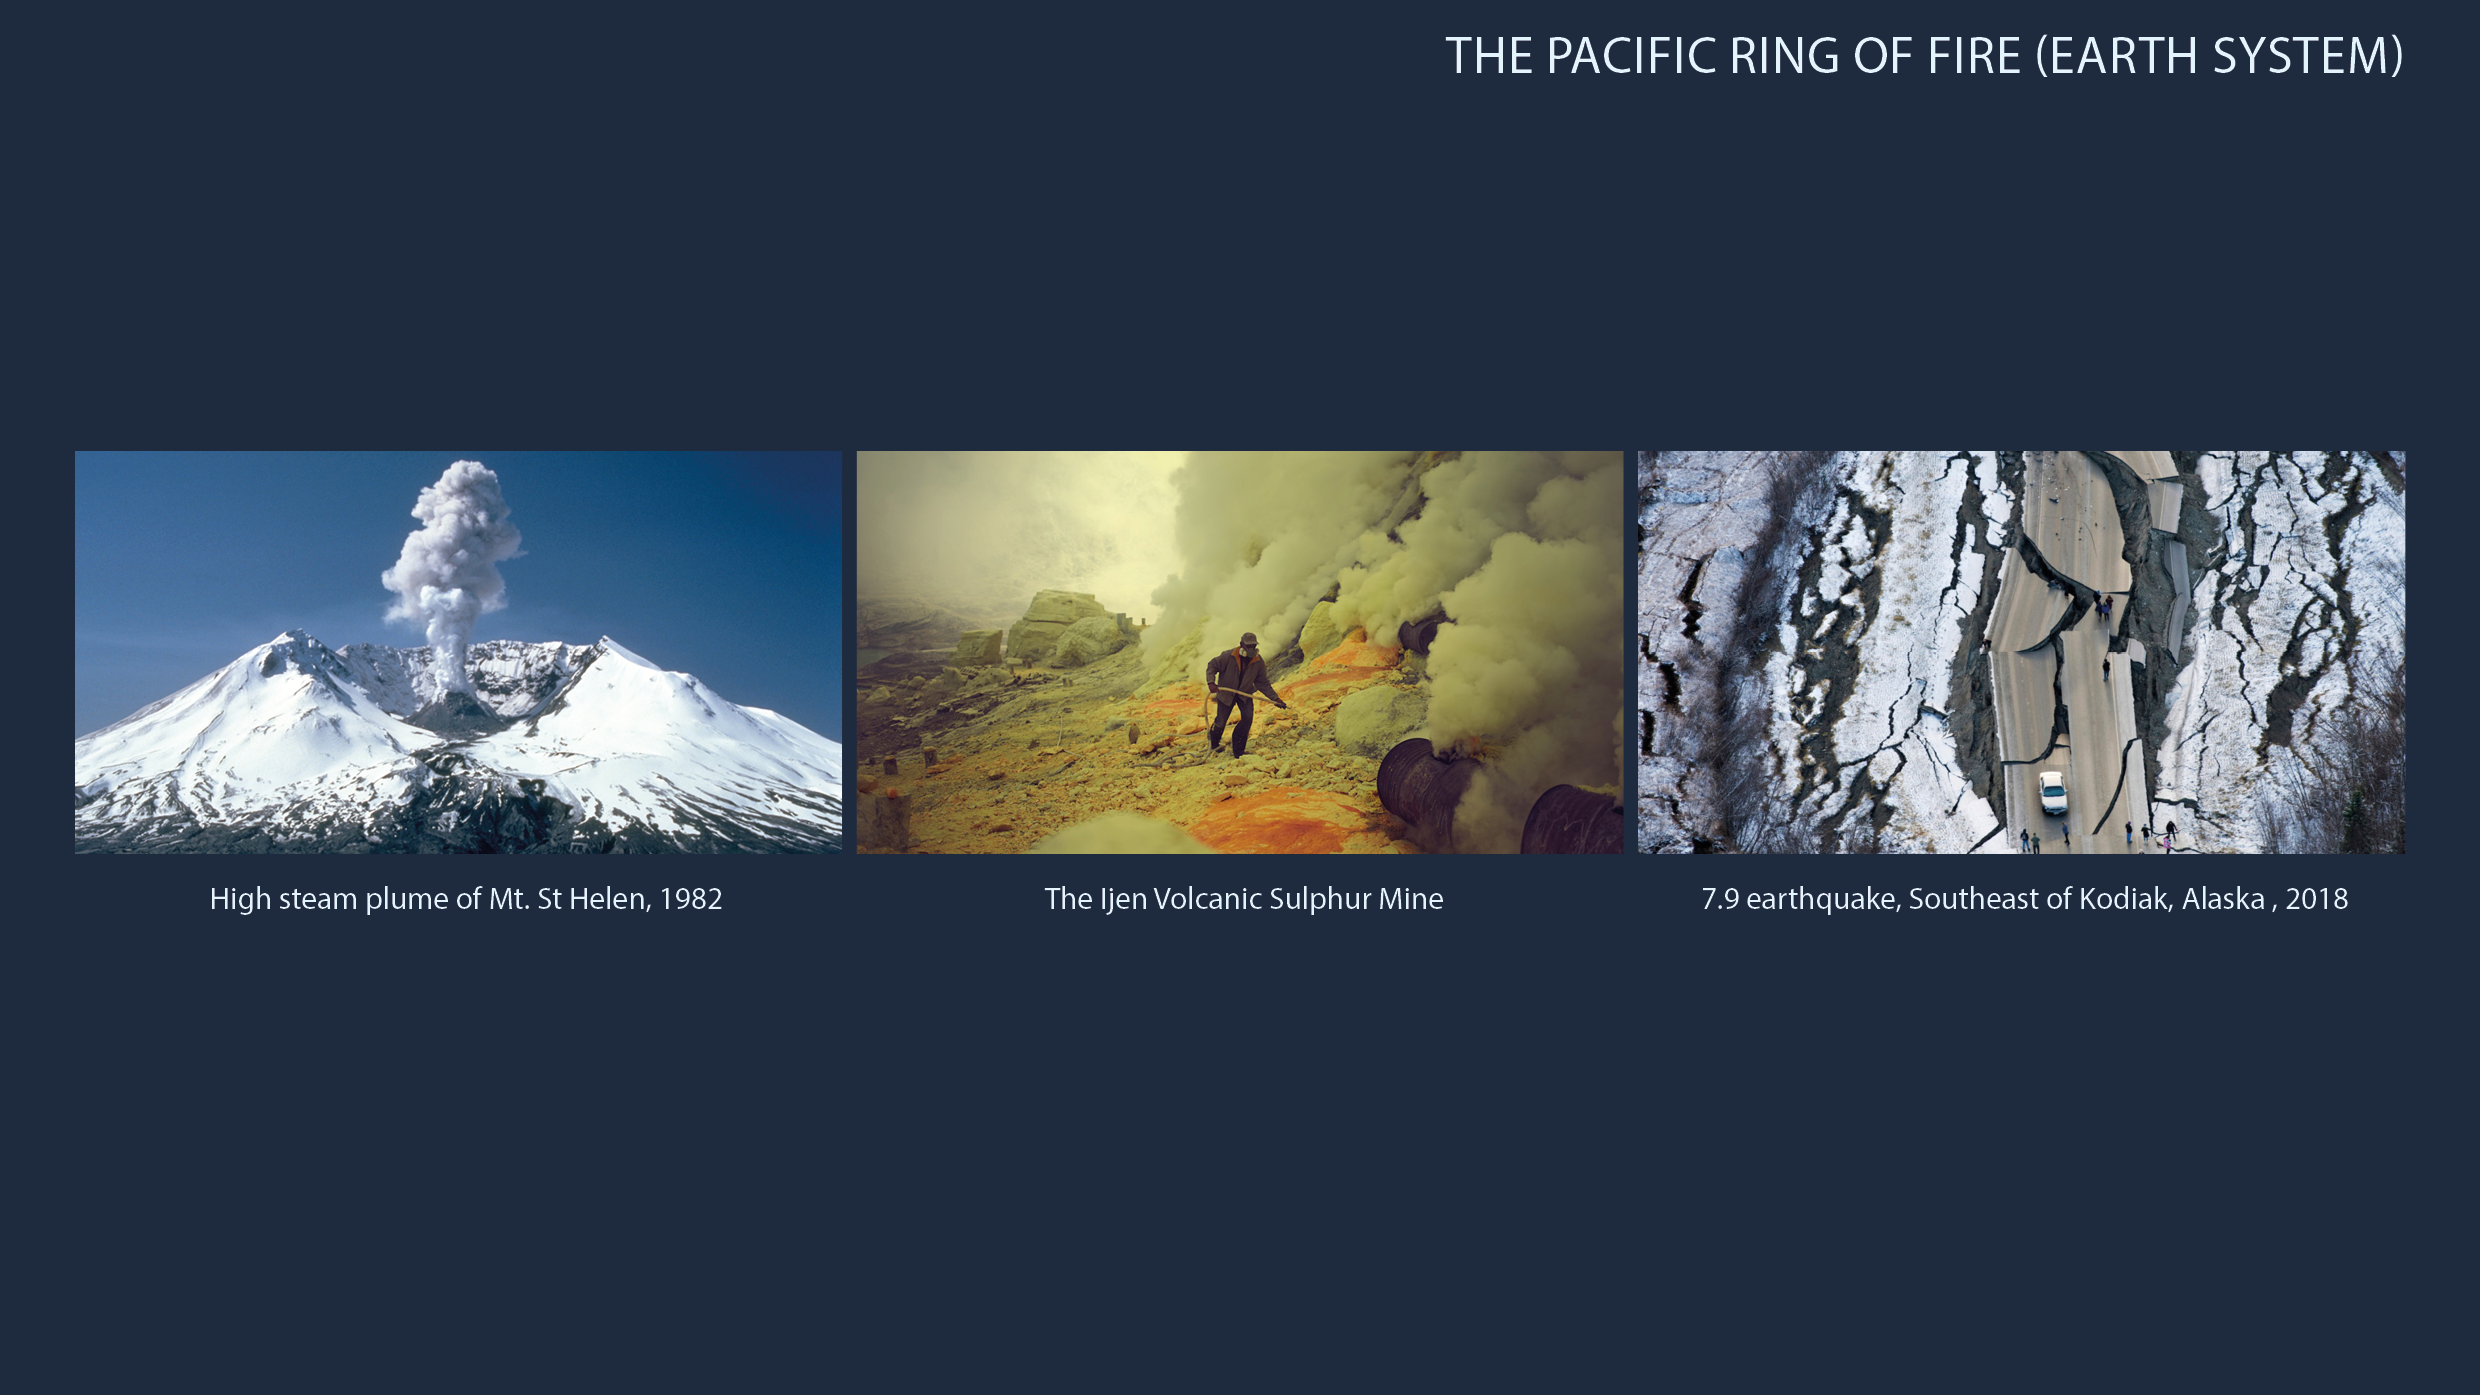 THE PACIFIC RING OF FIRE (EARTH SYSTEM)
High steam plume of Mt. St Helen, 1982
The Ijen Volcanic Sulphur Mine
7.9 earthquake, Southeast of Kodiak, Alaska , 2018